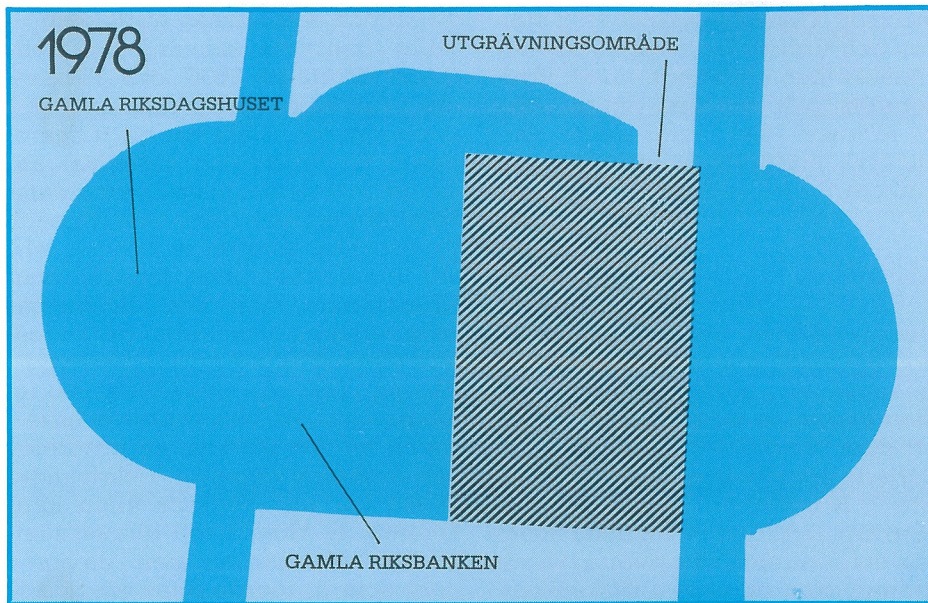 1978
UTGRÄVNINGSOMRÅDE
GAMLA RIKSDAGSHUSET
GAMLA RIKSBANKEN